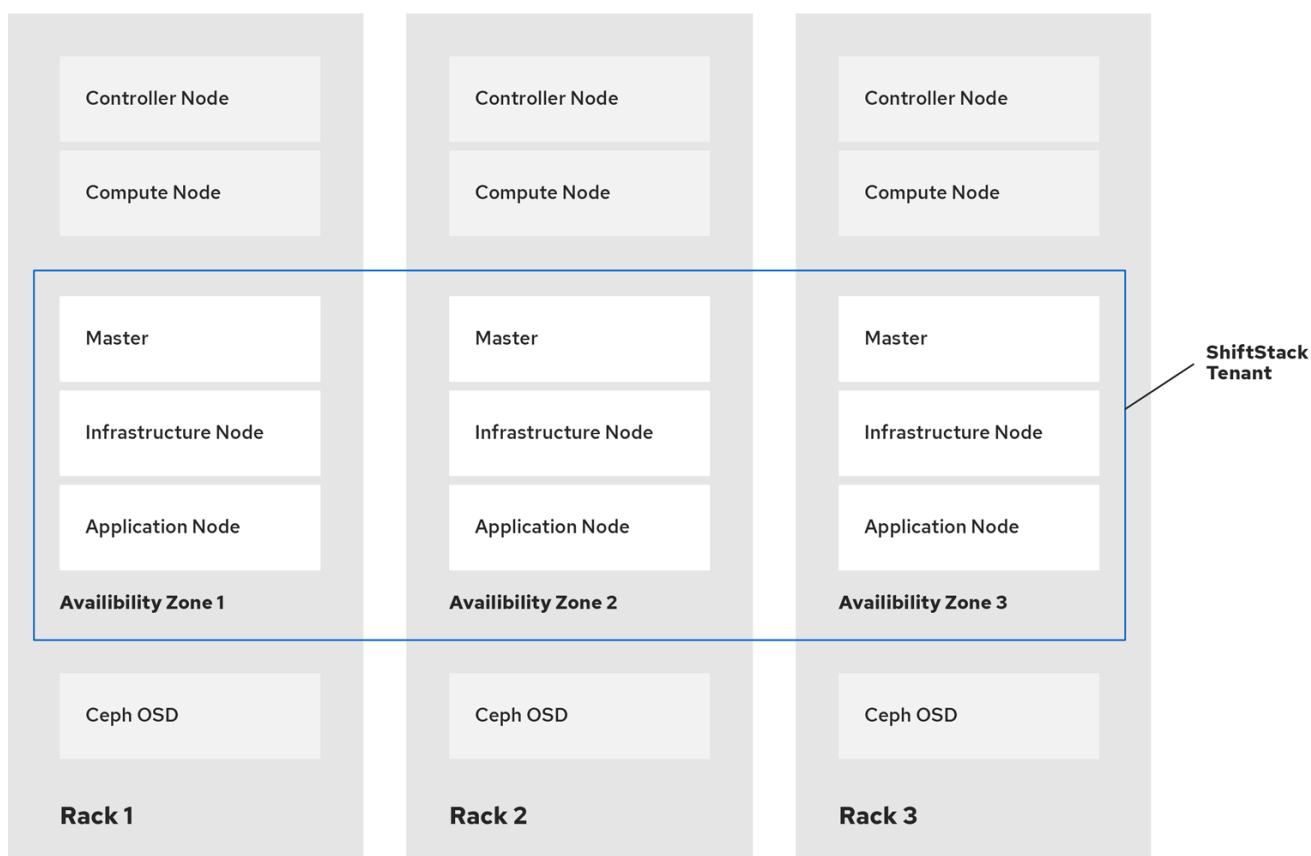 Controller Node
Compute Node
Master
Infrastructure Node
Application Node
Availibility Zone 1
Ceph OSD
Rack 1
Controller Node
Compute Node
Master
Infrastructure Node
Application Node
Availibility Zone 2
Ceph OSD
Rack 2
Controller Node
Compute Node
Master
Infrastructure Node
Application Node
Availibility Zone 3
Ceph OSD
Rack 3
ShiftStack
Tenant